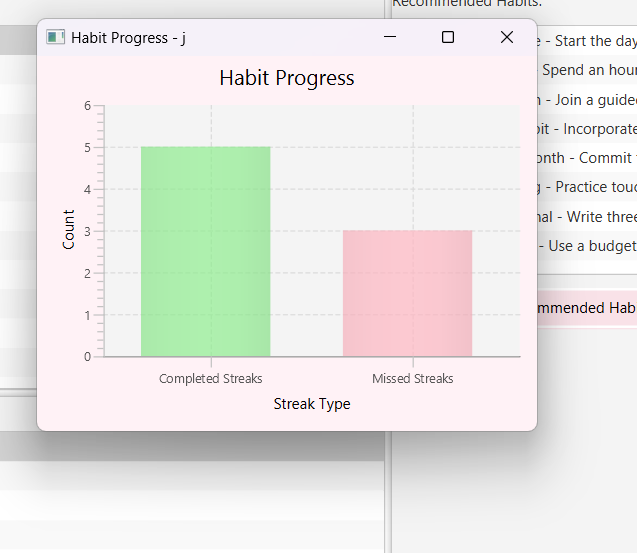 Recommended Habits:
Habit Progress - j
Habit Progress
6
5
4
3
2
1
0
Count
Completed Streaks
Missed Streaks
Streak Type
e - Start the day
Spend an hour
- Join a guided
bit - Incorporate
onth - Commit
g - Practice touc
nal - Write three
- Use a budget
mmended Hab